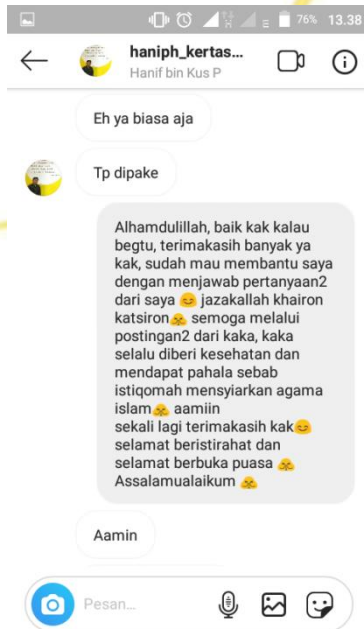 76% 13.38
haniph_kertas...
Hanif bin Kus P
Eh ya biasa aja
Tp dipake
Alhamdulillah, baik kak kalau
begtu, terimakasih banyak ya
kak, sudah mau membantu saya
dengan menjawab pertanyaan2
dari saya 😊 jazakallah khairon
katsiron🙏 semoga melalui
postingan2 dari kaka, kaka
selalu diberi kesehatan dan
mendapat pahala sebab
istiqomah mensyiarkan agama
islam🙏 aamiin
sekali lagi terimakasih kak😊
selamat beristirahat dan
selamat berbuka puasa 🙏
Assalamualaikum 🙏
Aamin
Pesan...